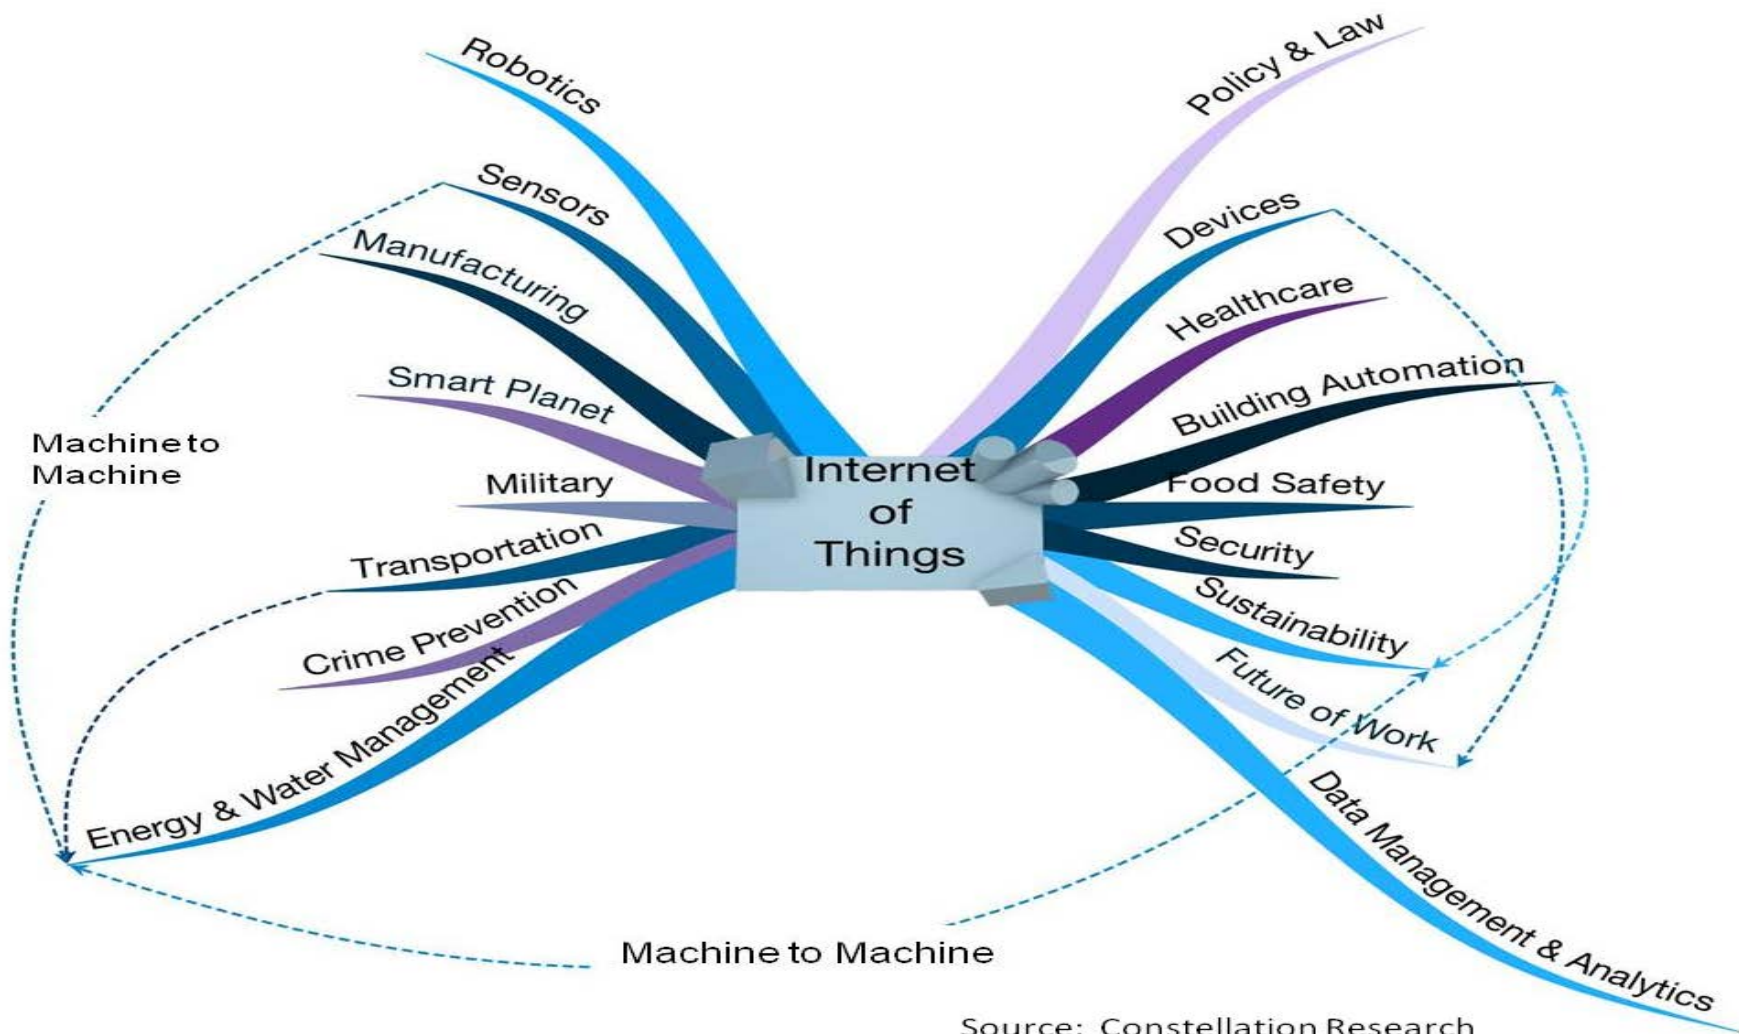 Robotics
Sensors
Manufacturing
Smart Planet
Military
Transportation
Crime Prevention
Energy & Water Management
Machine to
Machine
Internet
of
Things
Policy & Law
Devices
Healthcare
Building Automation
Food Safety
Security
Sustainability
Future of Work
Data Management & Analytics
Machine to Machine
Source: Constellation Research